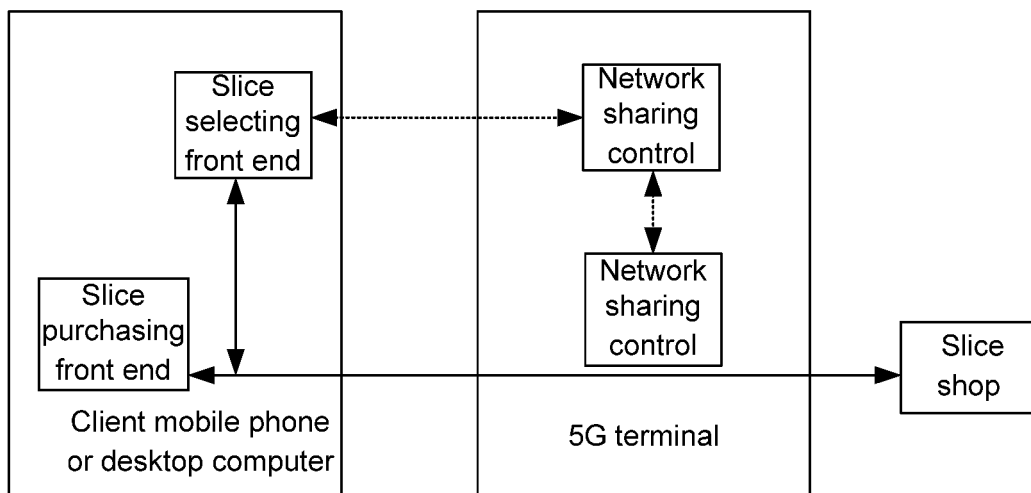 Slice
selecting
front end
Network
sharing
control
Slice
purchasing
front end
Network
sharing
control
Slice
shop
Client mobile phone
or desktop computer
5G terminal